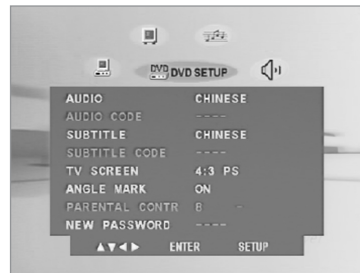 DVD DVD SETUP
AUDIO CHINESE
AUDIO CODE ----
SUBTITLE CHINESE
SUBTITLE CODE ----
TV SCREEN 4:3 PS
ANGLE MARK ON
PARENTAL CONTR 8 -
NEW PASSWORD ----
▲▼◀▶ ENTER SETUP